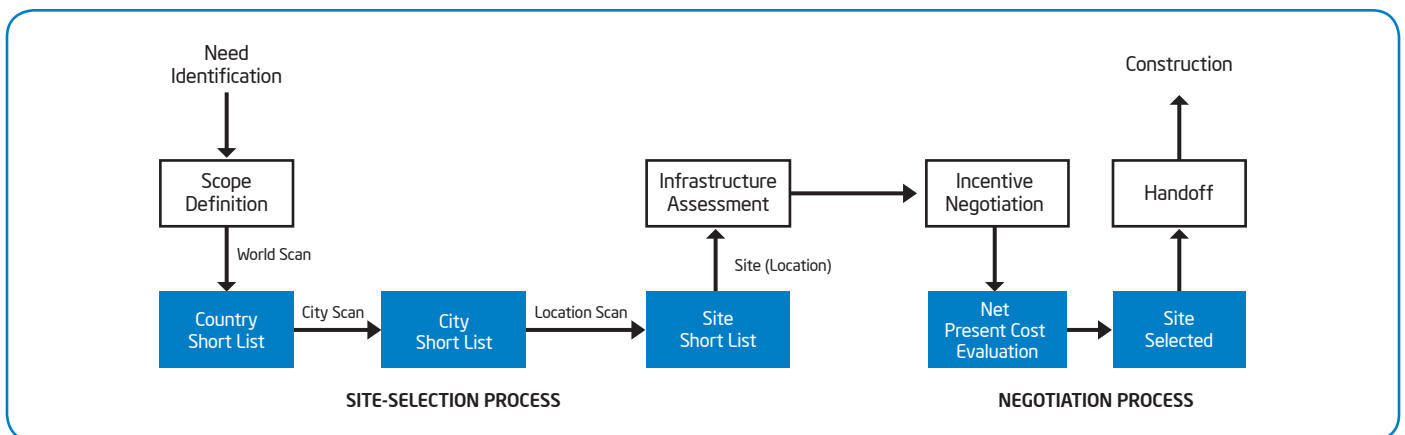 Need
Identification
Scope
Definition
World Scan
Country
Short List
City Scan
City
Short List
Location Scan
Site
Short List
Site (Location)
Infrastructure
Assessment
Incentive
Negotiation
Net
Present Cost
Evaluation
Site
Selected
Handoff
Construction
SITE-SELECTION PROCESS
NEGOTIATION PROCESS